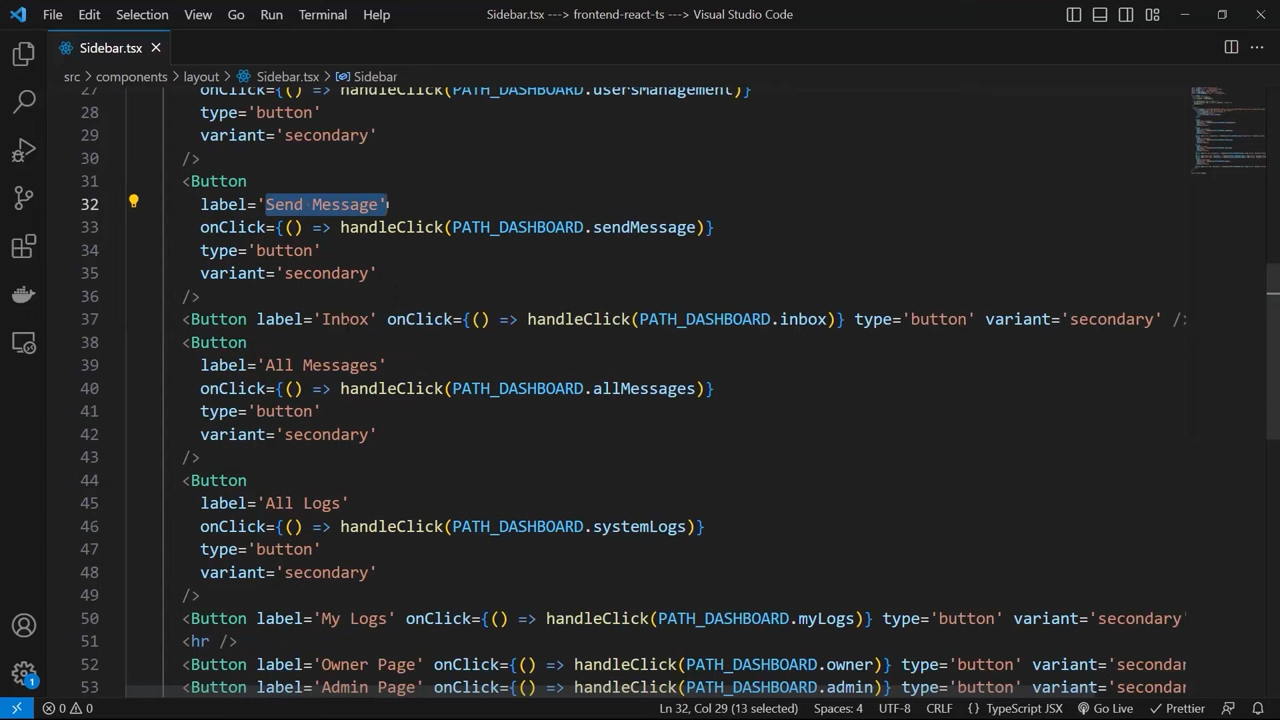 File Edit Selection View Go Run Terminal Help Sidebar.tsx ---> frontend-react-ts ---> Visual Studio Code
Sidebar.tsx
src > components > layout > Sidebar.tsx > Sidebar
27 onClick={() => handleClick(PATH_DASHBOARD.usersManagement)}
28 type='button'
29 variant='secondary'
30 />
31 <Button
32 label='Send Message'
33 onClick={() => handleClick(PATH_DASHBOARD.sendMessage)}
34 type='button'
35 variant='secondary'
36 />
37 <Button label='Inbox' onClick={() => handleClick(PATH_DASHBOARD.inbox)} type='button' variant='secondary' />
38 <Button
39 label='All Messages'
40 onClick={() => handleClick(PATH_DASHBOARD.allMessages)}
41 type='button'
42 variant='secondary'
43 />
44 <Button
45 label='All Logs'
46 onClick={() => handleClick(PATH_DASHBOARD.systemLogs)}
47 type='button'
48 variant='secondary'
49 />
50 <Button label='My Logs' onClick={() => handleClick(PATH_DASHBOARD.myLogs)} type='button' variant='secondary'
51 <hr />
52 <Button label='Owner Page' onClick={() => handleClick(PATH_DASHBOARD.owner)} type='button' variant='secondar
53 <Button label='Admin Page' onClick={() => handleClick(PATH_DASHBOARD.admin)} type='button' variant='secondar
1
0 0 Ln 32, Col 29 (13 selected) Spaces: 4 UTF-8 CRLF {} TypeScript JSX Go Live Prettier